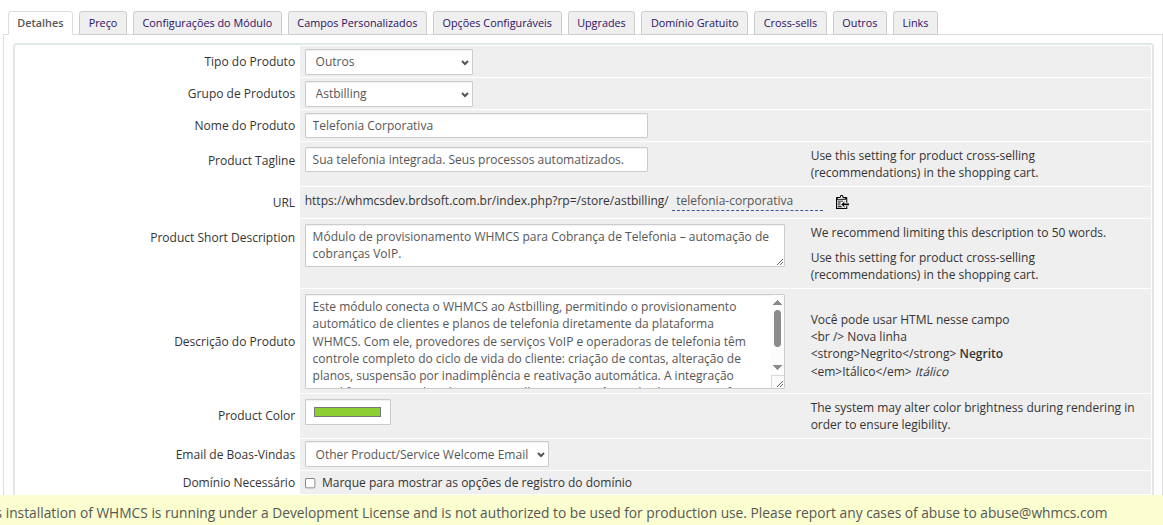 Detalhes Preço Configurações do Módulo Campos Personalizados Opções Configuráveis Upgrades Domínio Gratuito Cross-sells Outros Links
Tipo do Produto Outros
Grupo de Produtos Astbilling
Nome do Produto Telefonia Corporativa
Product Tagline Sua telefonia integrada. Seus processos automatizados. Use this setting for product cross-selling
(recommendations) in the shopping cart.
URL https://whmcsdev.brdsoft.com.br/index.php?rp=/store/astbilling/ telefonia-corporativa
Product Short Description Módulo de provisionamento WHMCS para Cobrança de Telefonia – automação de
cobranças VoIP.
We recommend limiting this description to 50 words.
Use this setting for product cross-selling
(recommendations) in the shopping cart.
Descrição do Produto
Este módulo conecta o WHMCS ao Astbilling, permitindo o provisionamento
automático de clientes e planos de telefonia diretamente da plataforma
WHMCS. Com ele, provedores de serviços VoIP e operadoras de telefonia têm
controle completo do ciclo de vida do cliente: criação de contas, alteração de
planos, suspensão por inadimplência e reativação automática. A integração
Você pode usar HTML nesse campo
<br /> Nova linha
<strong>Negrito</strong> Negrito
<em>Itálico</em> Itálico
Product Color The system may alter color brightness during rendering in
order to ensure legibility.
Email de Boas-Vindas Other Product/Service Welcome Email
Domínio Necessário Marque para mostrar as opções de registro do domínio
installation of WHMCS is running under a Development License and is not authorized to be used for production use. Please report any cases of abuse to abuse@whmcs.com